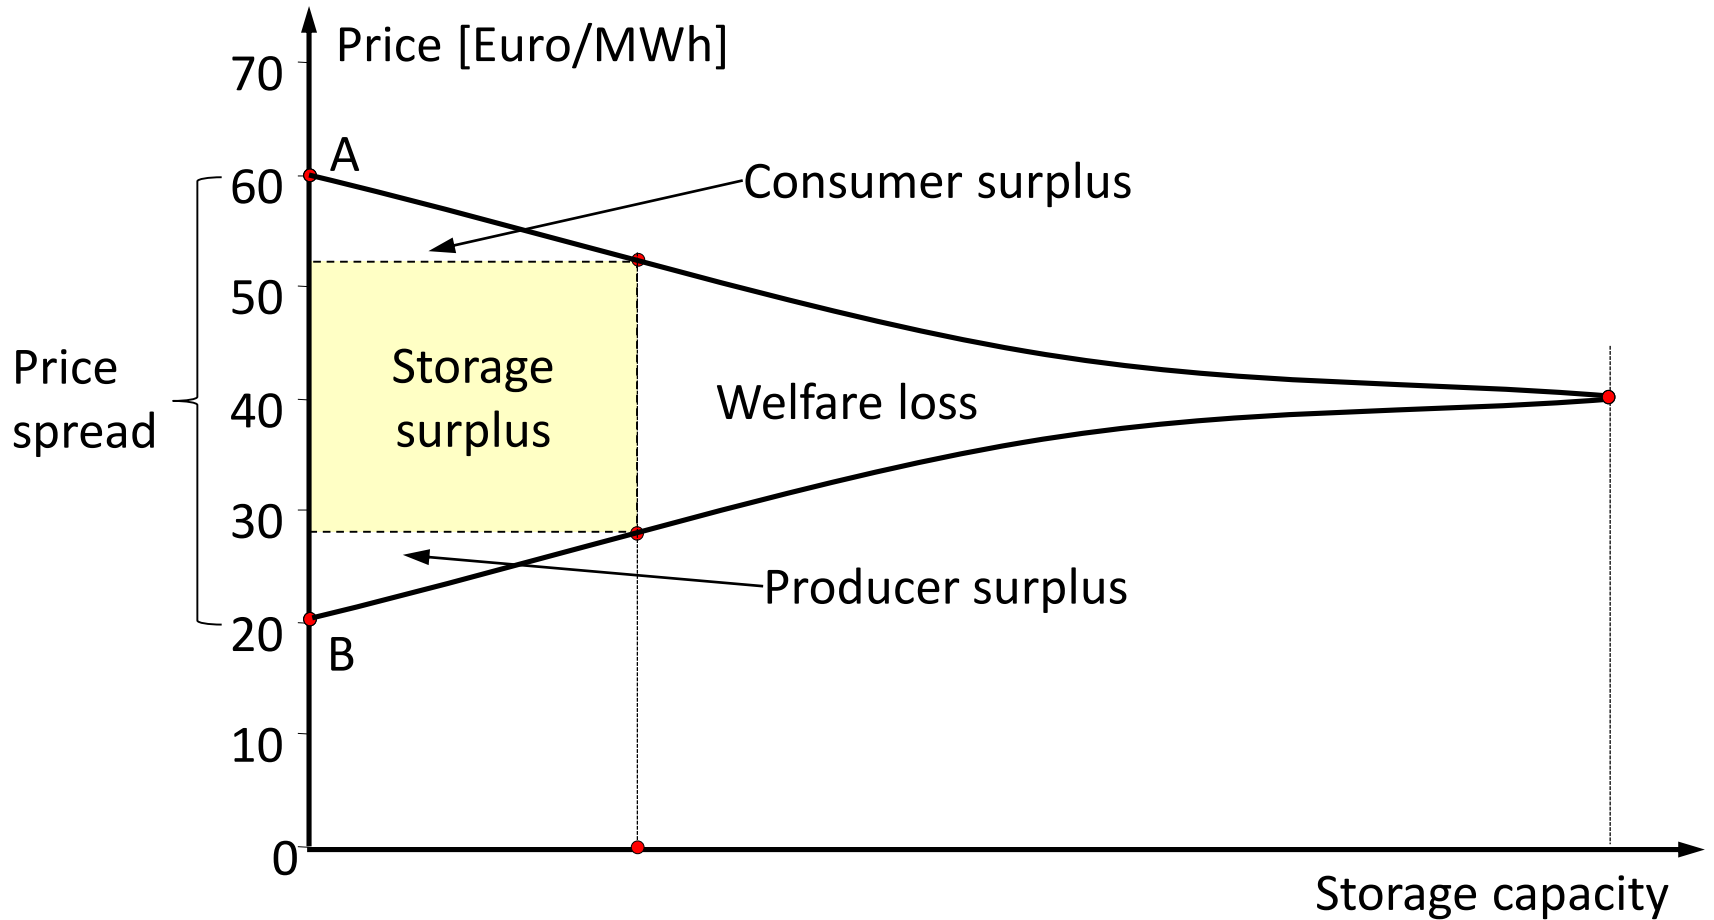 Price [Euro/MWh]
70
A
60
Consumer surplus
50
Price
spread
Storage
surplus
Welfare loss
40
30
Producer surplus
20
B
10
0
Storage capacity